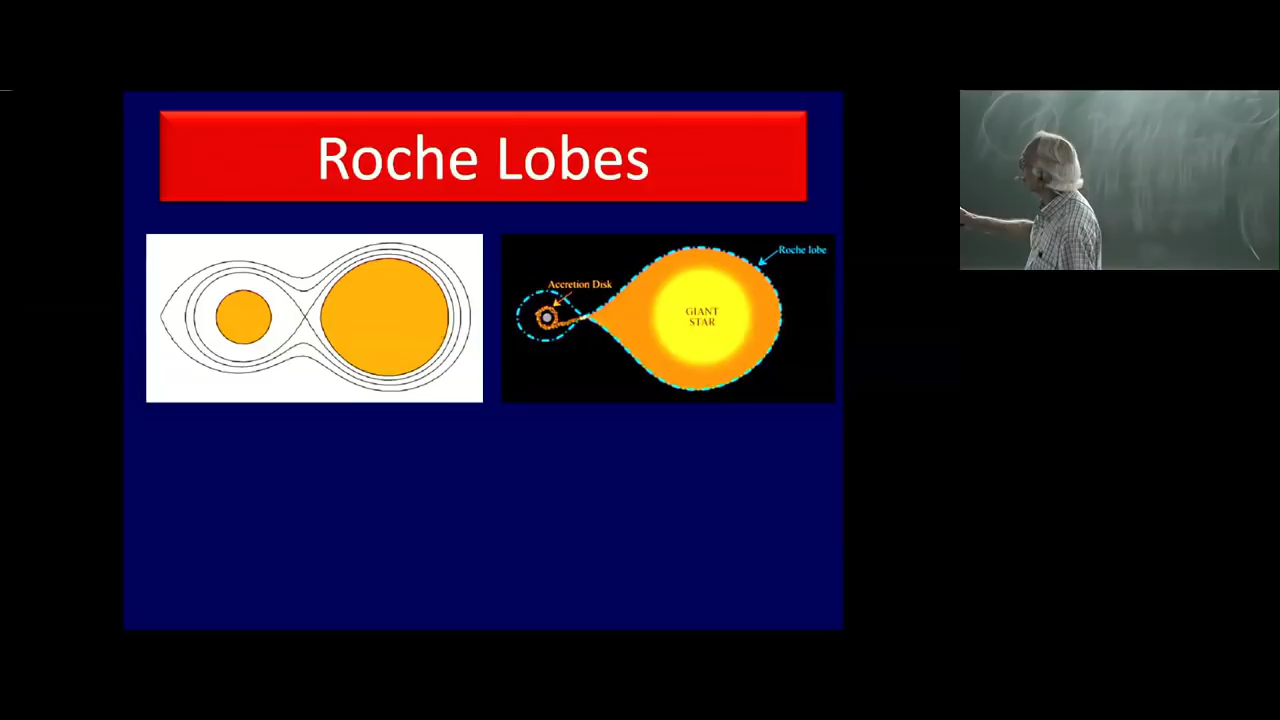 Roche Lobes
Roche lobe
Accretion Disk
GIANT
STAR